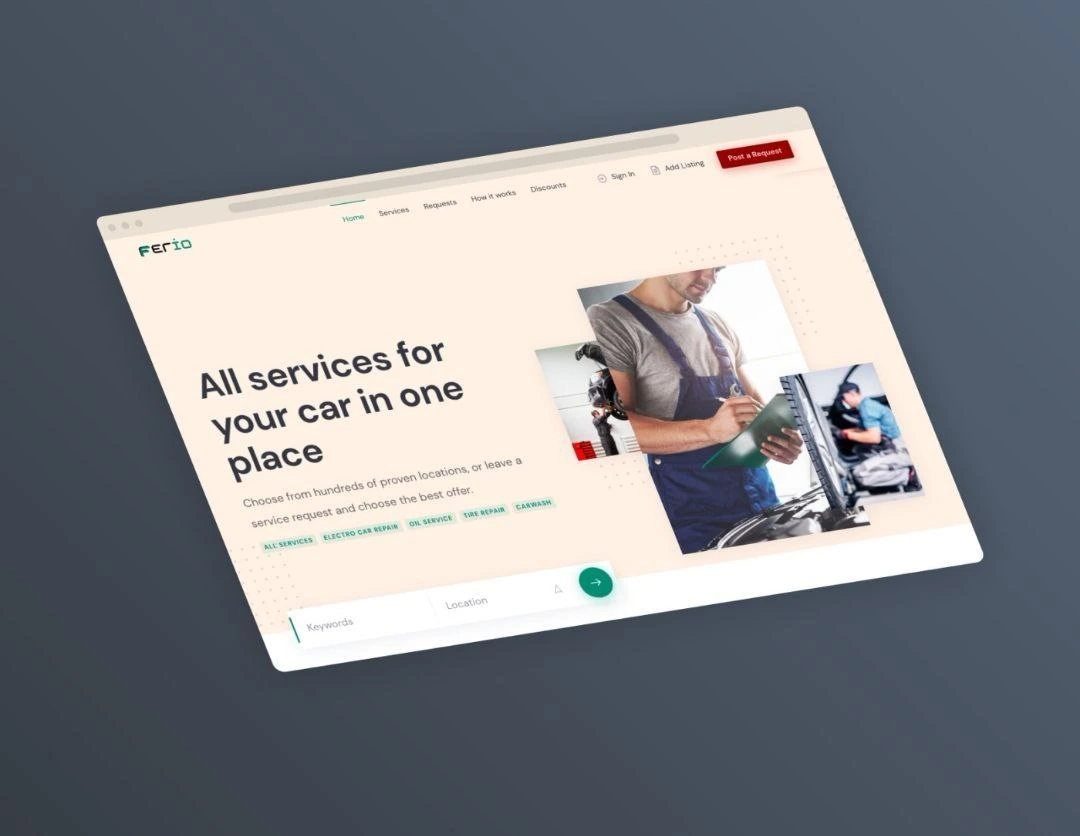 Ferio
Home
Services
Requests
How it works
Discounts
Sign In
Add Listing
Post a Request
All services for
your car in one
place
Choose from hundreds of proven locations, or leave a
service request and choose the best offer.
ALL SERVICES
ELECTRO CAR REPAIR
OIL SERVICE
TIRE REPAIR
CARWASH
Keywords
Location